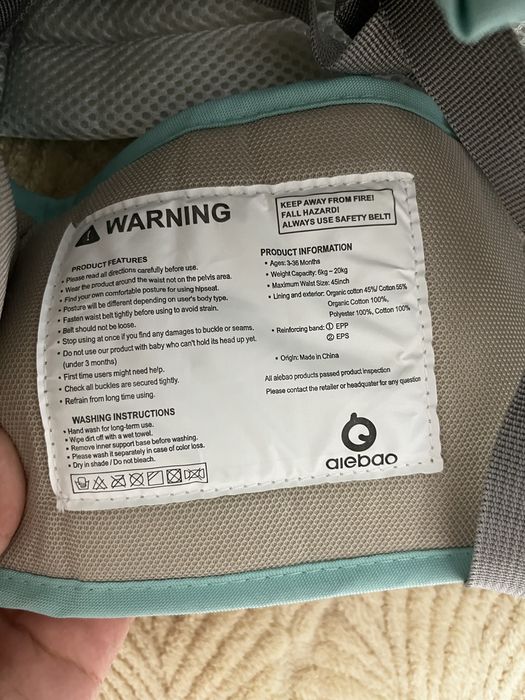 WARNING
KEEP AWAY FROM FIRE!
FALL HAZARD!
ALWAYS USE SAFETY BELT!
PRODUCT FEATURES
• Please read all directions carefully before use.
• Wear the product around the waist not on the pelvis area.
• Find your own comfortable posture for using hipseat.
• Posture will be different depending on user's body type.
• Fasten waist belt tightly before using to avoid strain.
• Belt should not be loose.
• Stop using at once if you find any damages to buckle or seams.
• Do not use our product with baby who can't hold its head up yet.
(under 3 months)
• First time users might need help.
• Check all buckles are secured tightly.
• Refrain from long time using.
WASHING INSTRUCTIONS
• Hand wash for long-term use.
• Wipe dirt off with a wet towel.
• Remove inner support base before washing.
• Please wash it separately in case of color loss.
• Dry in shade / Do not bleach.
PRODUCT INFORMATION
• Ages: 3-36 Months
• Weight Capacity: 6kg ~ 20kg
• Maximum Waist Size: 45inch
• Lining and exterior: Organic cotton 45%/ Cotton 55%
Organic Cotton 100%,
Polyester 100%, Cotton 100%
• Reinforcing band: ① EPP
② EPS
• Origin: Made in China
All aiebao products passed product inspection
Please contact the retailer or headquater for any question
aiebao